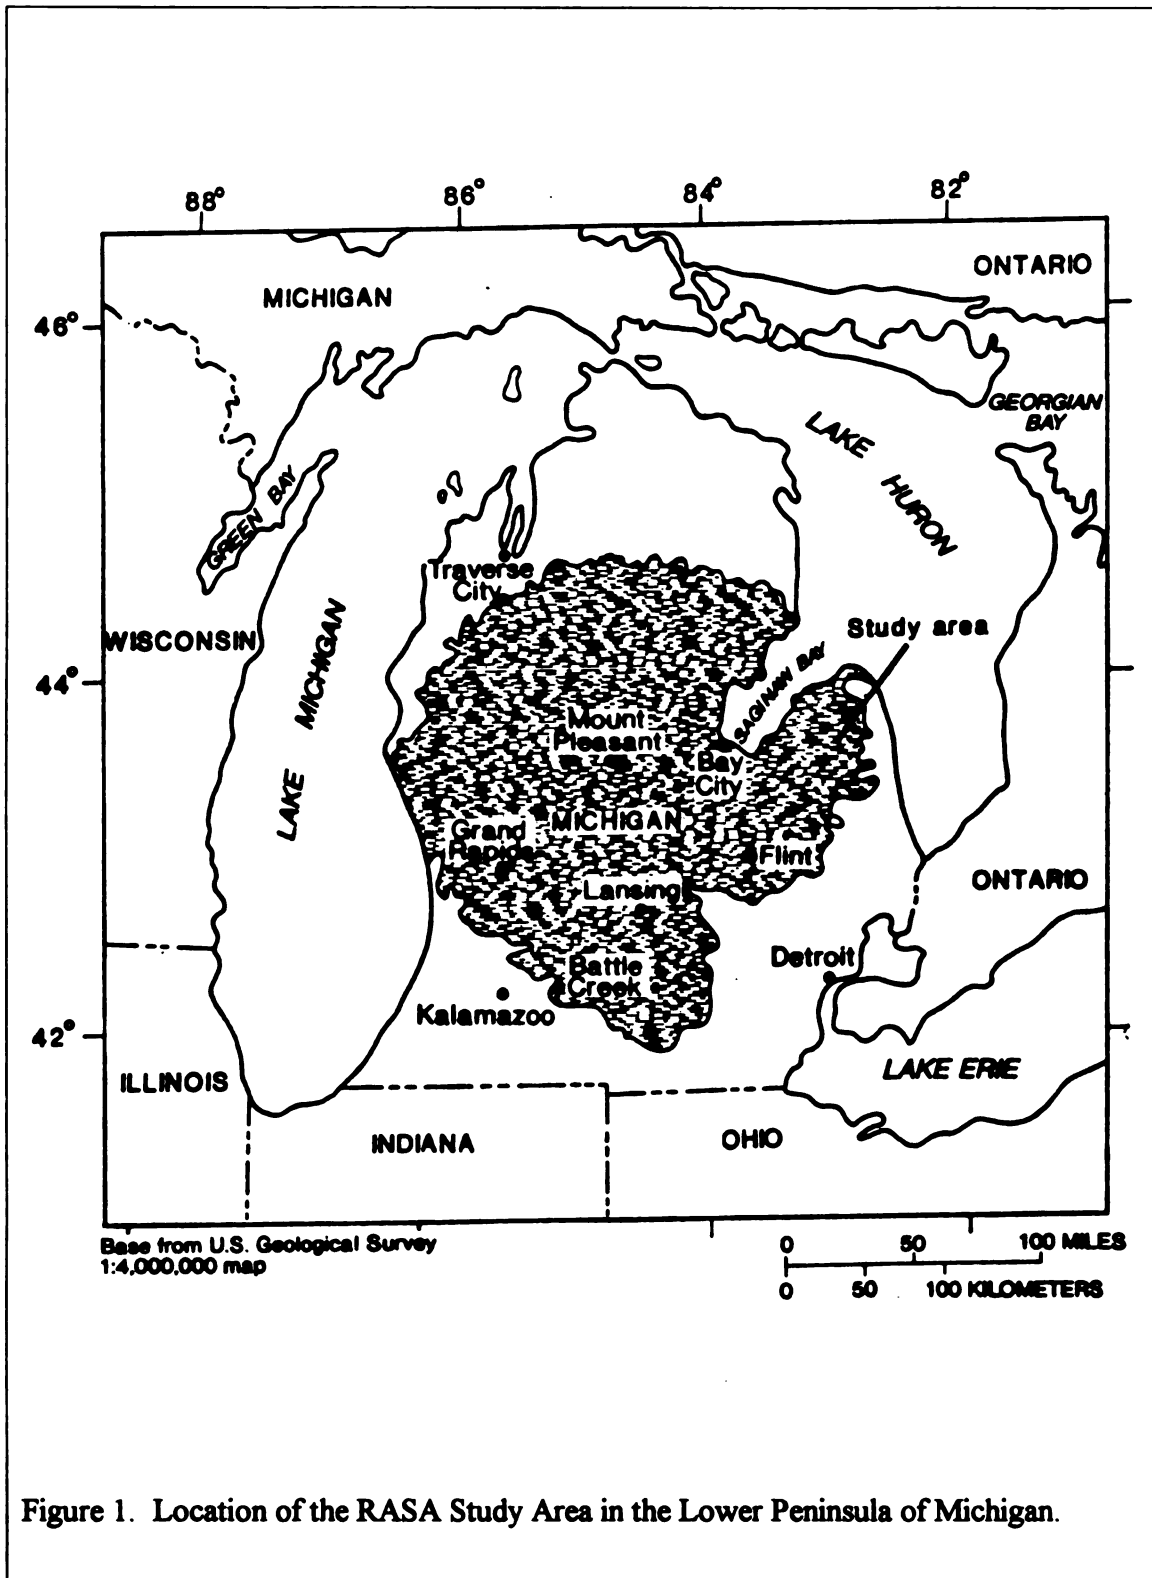 88°
86°
84°
82°
ONTARIO
MICHIGAN
46°
GEORGIAN
BAY
LAKE
HURON
GREEN BAY
Traverse
City
WISCONSIN
LAKE MICHIGAN
Study area
44°
SAGINAN BAY
Mount
Pleasant
Bay
City
MICHIGAN
Grand
Rapids
Flint
Lansing
ONTARIO
Detroit
Battle
Creek
Kalamazoo
42°
ILLINOIS
LAKE ERIE
INDIANA
OHIO
Base from U.S. Geological Survey
1:4,000,000 map
0 50 100 MILES
0 50 100 KILOMETERS
Figure 1. Location of the RASA Study Area in the Lower Peninsula of Michigan.